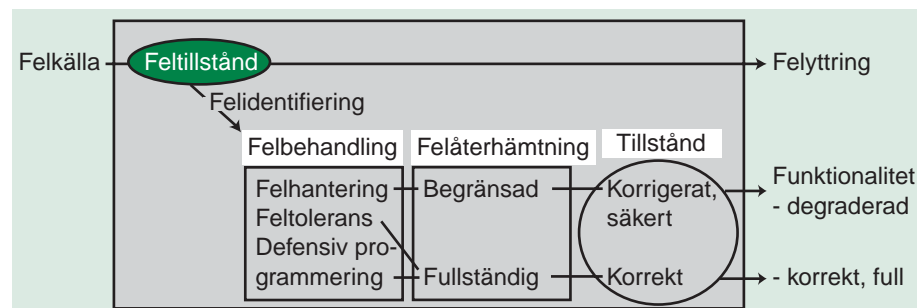 Felkälla
Feltillstånd
Felyttring
Felidentifiering
Felbehandling
Felåterhämtning
Tillstånd
Felhantering
Feltolerans
Defensiv pro-
grammering
Begränsad
Fullständig
Korrigerat,
säkert
Korrekt
Funktionalitet
- degraderad
- korrekt, full